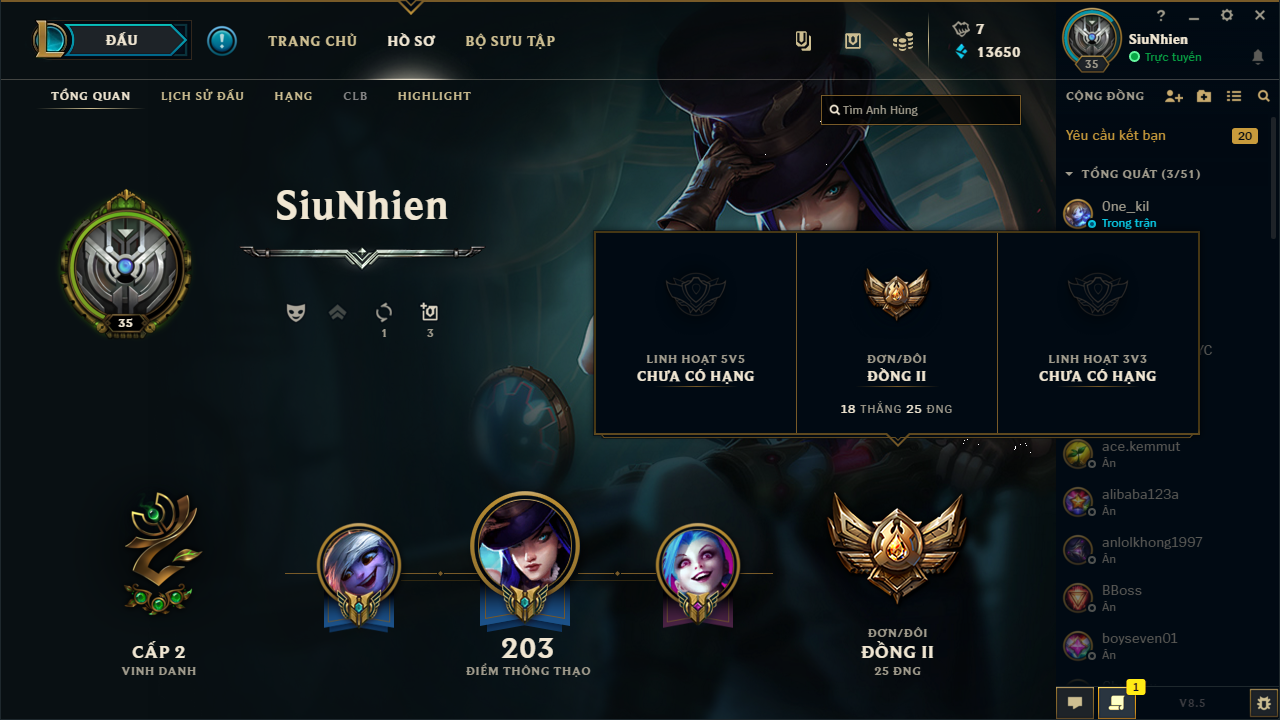 ĐẤU
TRANG CHỦ
HỒ SƠ
BỘ SƯU TẬP
7
13650
?
SiuNhien
Trực tuyến
35
TỔNG QUAN
LỊCH SỬ ĐẤU
HẠNG
CLB
HIGHLIGHT
Tìm Anh Hùng
CỘNG ĐỒNG
Yêu cầu kết bạn
20
TỔNG QUÁT (3/51)
One_kil
Trong trận
SiuNhien
35
1
3
LINH HOẠT 5V5
CHƯA CÓ HẠNG
ĐƠN/ĐÔI
ĐỒNG II
18 THẮNG 25 ĐNG
LINH HOẠT 3V3
CHƯA CÓ HẠNG
/C
ace.kemmut
Ẩn
alibaba123a
Ẩn
anlolkhong1997
Ẩn
BBoss
Ẩn
boyseven01
Ẩn
CẤP 2
VINH DANH
203
ĐIỂM THÔNG THẠO
ĐƠN/ĐÔI
ĐỒNG II
25 ĐNG
1
V8.5